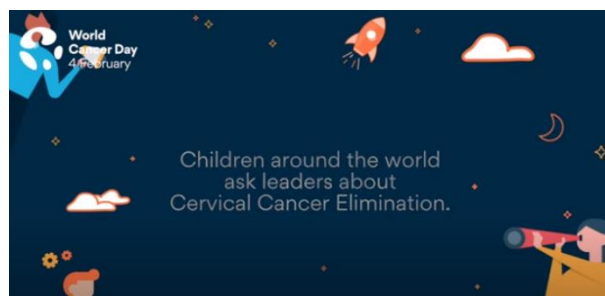 World
Cancer Day
4 February
Children around the world
ask leaders about
Cervical Cancer Elimination.